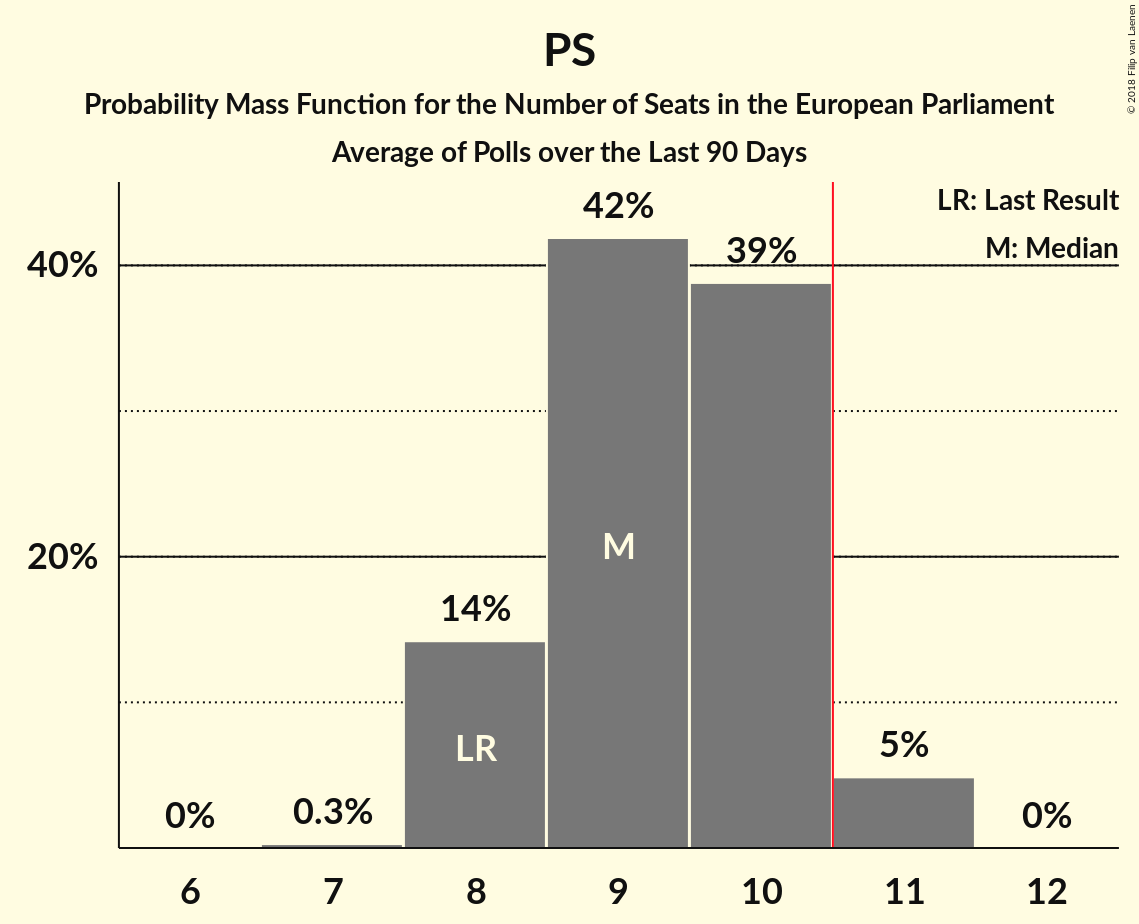 PS
Probability Mass Function for the Number of Seats in the European Parliament
Average of Polls over the Last 90 Days
© 2018 Filip van Laenen
LR: Last Result
M: Median
42%
39%
40%
20%
14%
5%
0%
0.3%
0%
M
LR
6 7 8 9 10 11 12